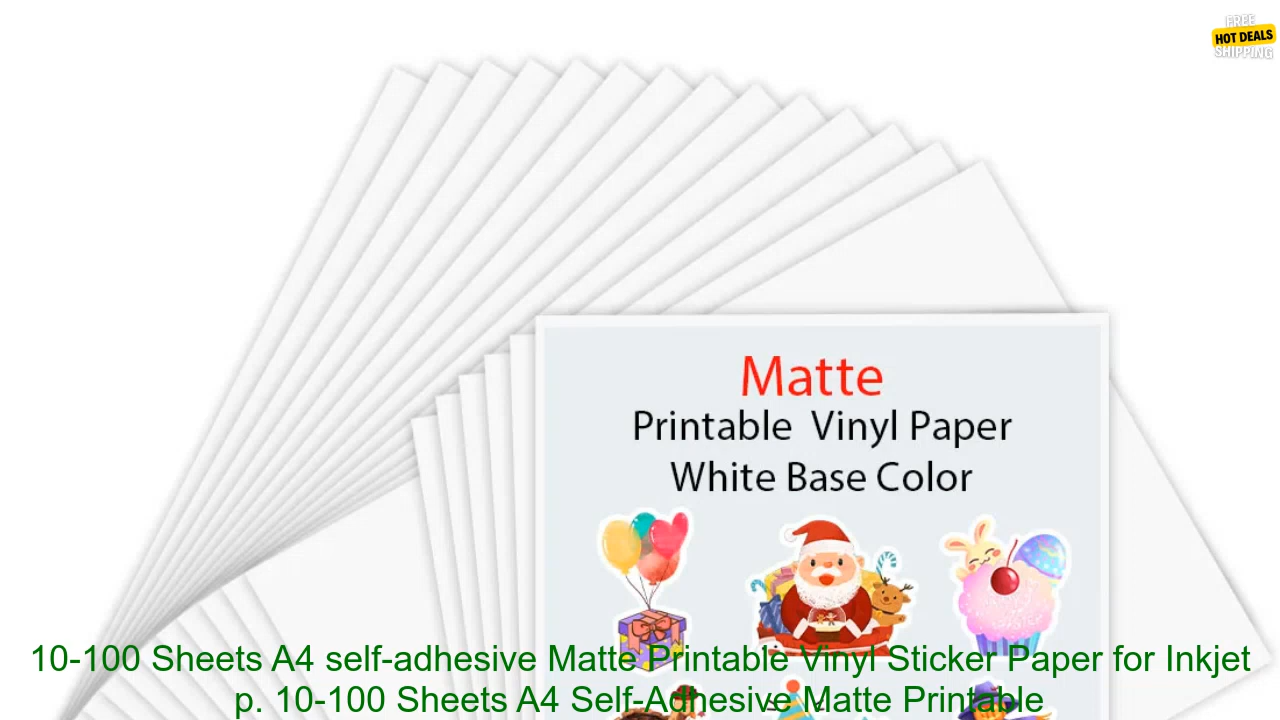 FREE
HOT DEALS
SHIPPING
Matte
Printable Vinyl Paper
White Base Color
10-100 Sheets A4 self-adhesive Matte Printable Vinyl Sticker Paper for Inkjet
p. 10-100 Sheets A4 Self-Adhesive Matte Printable